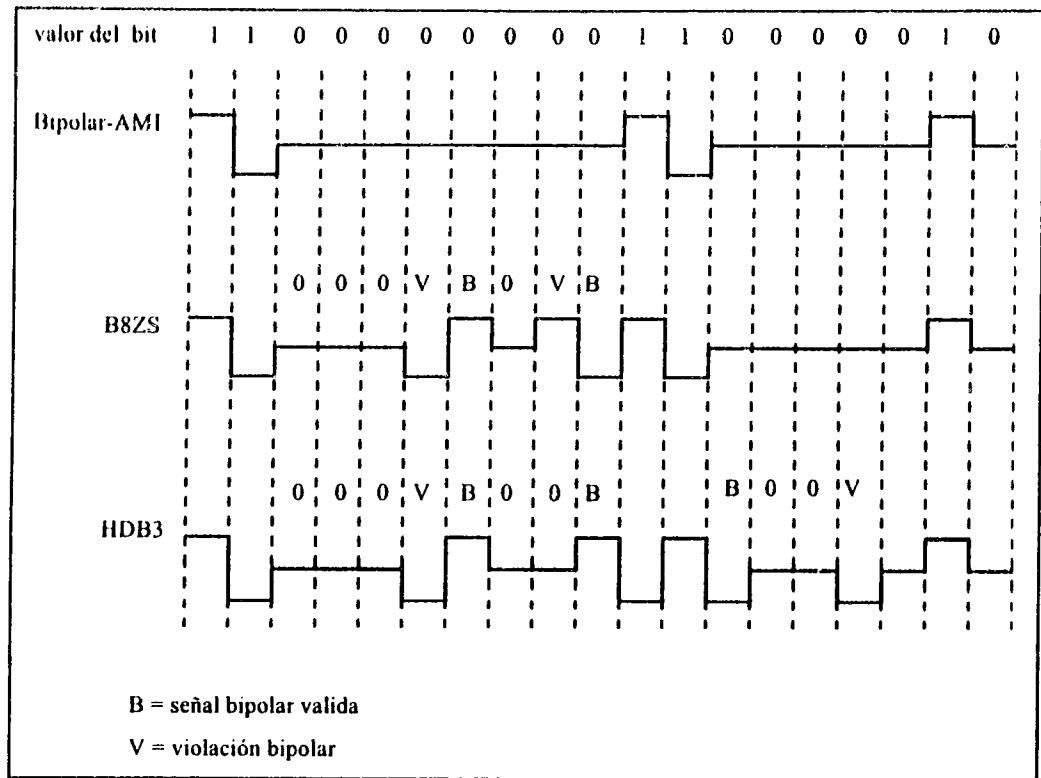 valor del bit 1 1 0 0 0 0 0 0 0 0 1 1 0 0 0 0 0 1 0
Bipolar-AMI
0 0 0 V B 0 V B
B8ZS
0 0 0 V B 0 0 B B 0 0 V
HDB3
B = señal bipolar valida
V = violación bipolar